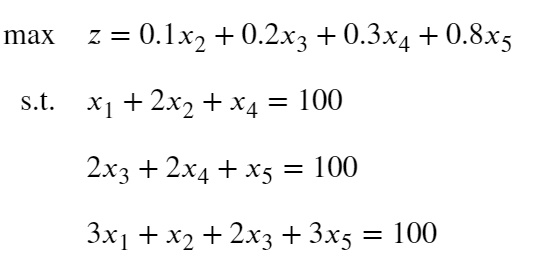 max z = 0.1x₂ + 0.2x₃ + 0.3x₄ + 0.8x₅
s.t. x₁ + 2x₂ + x₄ = 100
2x₃ + 2x₄ + x₅ = 100
3x₁ + x₂ + 2x₃ + 3x₅ = 100